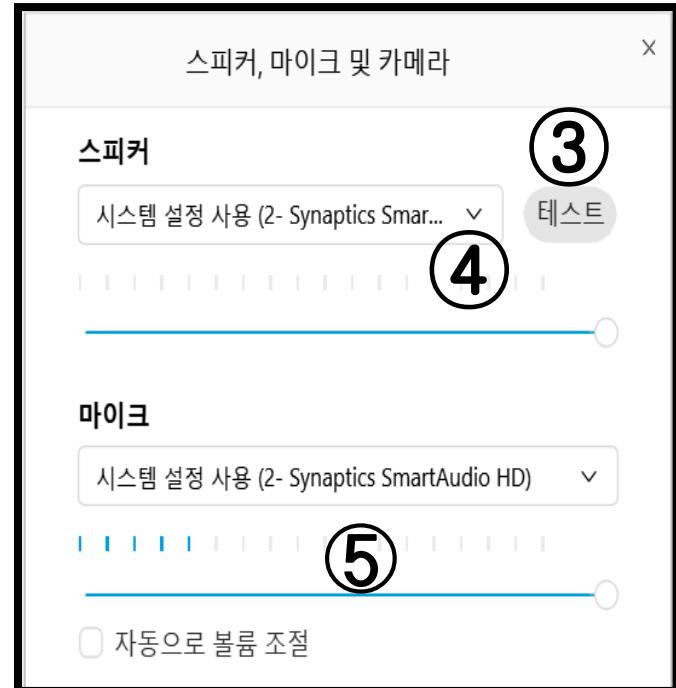 스피커, 마이크 및 카메라
스피커
③
시스템 설정 사용 (2- Synaptics Smar...
테스트
④
마이크
시스템 설정 사용 (2- Synaptics SmartAudio HD)
⑤
자동으로 볼륨 조절